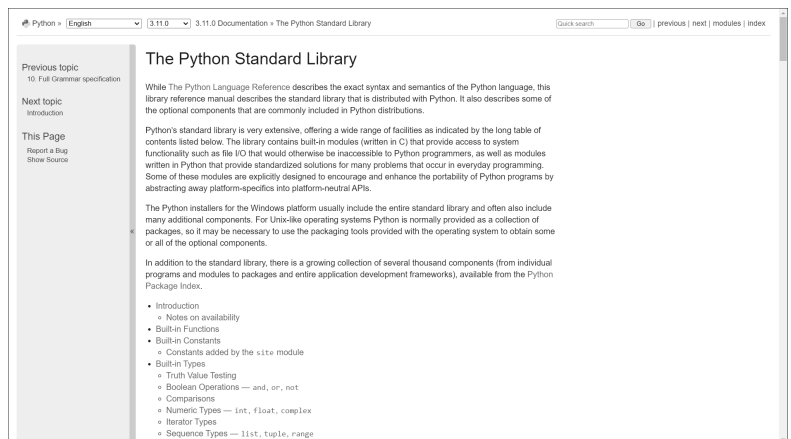 Python » English 3.11.0 3.11.0 Documentation » The Python Standard Library Quick search Go | previous | next | modules | index
Previous topic
10. Full Grammar specification
Next topic
Introduction
This Page
Report a Bug
Show Source
«
The Python Standard Library
While The Python Language Reference describes the exact syntax and semantics of the Python language, this
library reference manual describes the standard library that is distributed with Python. It also describes some of
the optional components that are commonly included in Python distributions.
Python's standard library is very extensive, offering a wide range of facilities as indicated by the long table of
contents listed below. The library contains built-in modules (written in C) that provide access to system
functionality such as file I/O that would otherwise be inaccessible to Python programmers, as well as modules
written in Python that provide standardized solutions for many problems that occur in everyday programming.
Some of these modules are explicitly designed to encourage and enhance the portability of Python programs by
abstracting away platform-specifics into platform-neutral APIs.
The Python installers for the Windows platform usually include the entire standard library and often also include
many additional components. For Unix-like operating systems Python is normally provided as a collection of
packages, so it may be necessary to use the packaging tools provided with the operating system to obtain some
or all of the optional components.
In addition to the standard library, there is a growing collection of several thousand components (from individual
programs and modules to packages and entire application development frameworks), available from the Python
Package Index.
• Introduction
◦ Notes on availability
• Built-in Functions
• Built-in Constants
◦ Constants added by the site module
• Built-in Types
◦ Truth Value Testing
◦ Boolean Operations — and, or, not
◦ Comparisons
◦ Numeric Types — int, float, complex
◦ Iterator Types
◦ Sequence Types — list, tuple, range